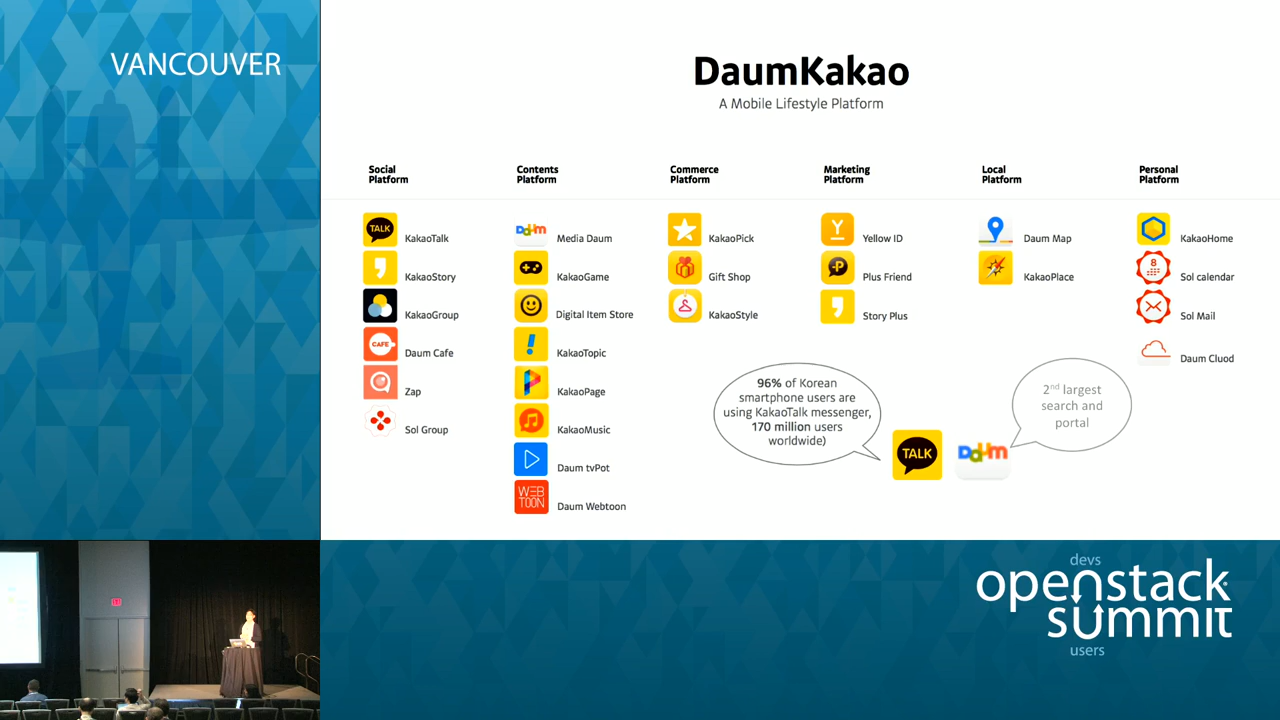 VANCOUVER
DaumKakao
A Mobile Lifestyle Platform
Social
Platform
Contents
Platform
Commerce
Platform
Marketing
Platform
Local
Platform
Personal
Platform
TALK
KakaoTalk
KakaoStory
KakaoGroup
CAFE
Daum Cafe
Zap
Sol Group
Daum
Media Daum
KakaoGame
Digital Item Store
KakaoTopic
KakaoPage
KakaoMusic
Daum tvPot
WEB
TOON
Daum Webtoon
KakaoPick
Gift Shop
KakaoStyle
Y
Yellow ID
P
Plus Friend
Story Plus
Daum Map
KakaoPlace
KakaoHome
8
Sol calendar
Sol Mail
Daum Cluod
96% of Korean
smartphone users are
using KakaoTalk messenger,
170 million users
worldwide)
TALK
Daum
2nd largest
search and
portal
devs
openstack
summit
users